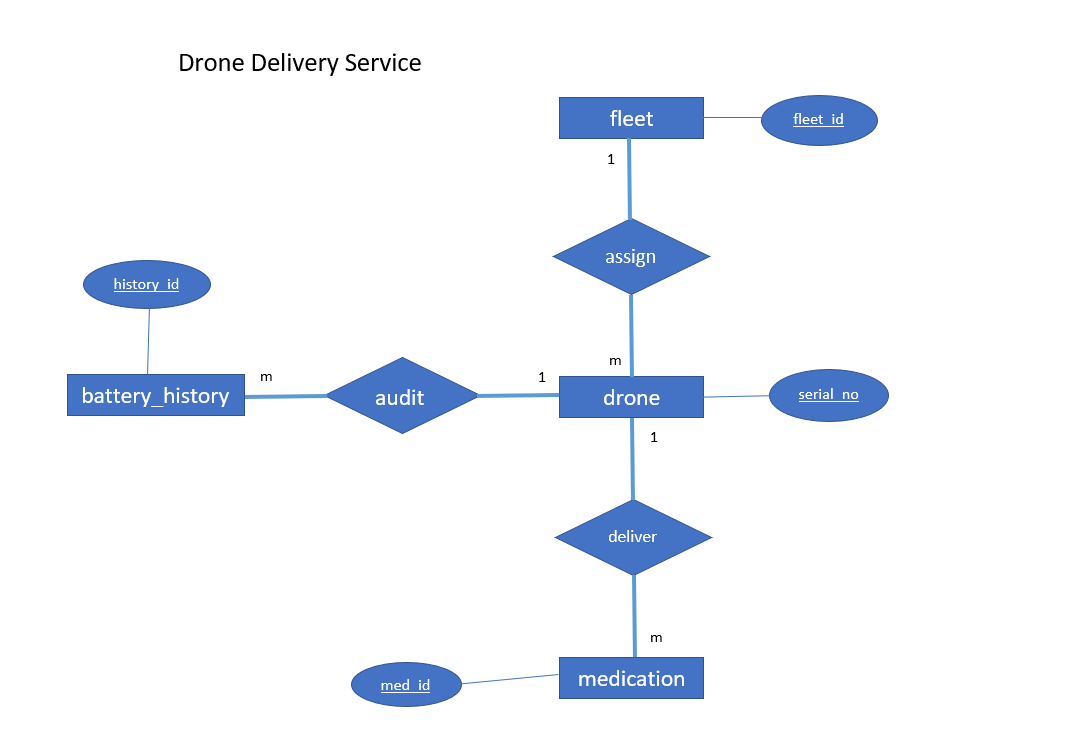 Drone Delivery Service
fleet
fleet_id
1
assign
history_id
m
battery_history
m
audit
1
drone
serial_no
1
deliver
m
medication
med_id